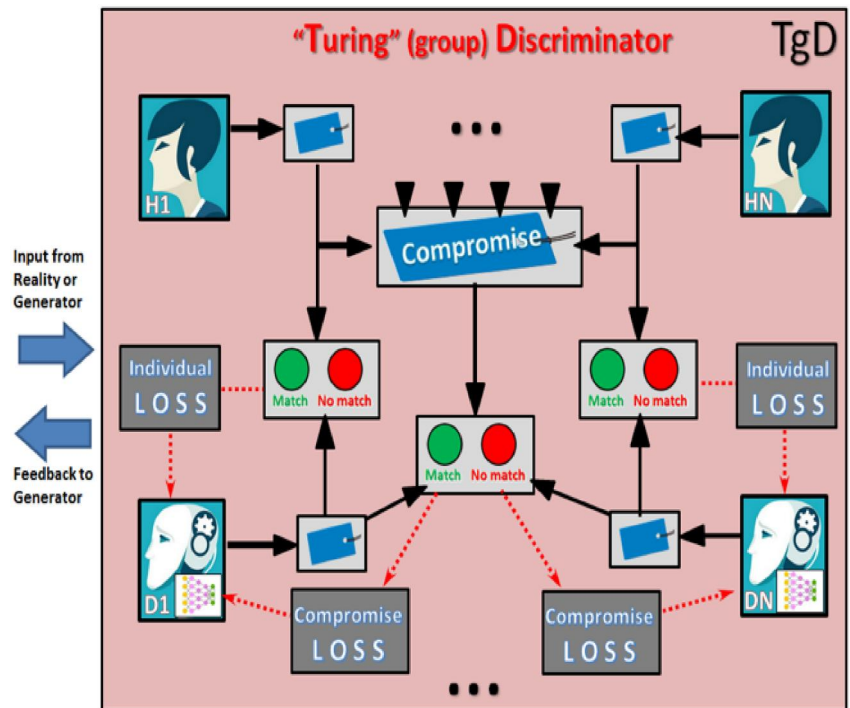 "Turing" (group) Discriminator
TgD
H1
HN
Compromise
Input from
Reality or
Generator
Individual
LOSS
Match No match
Match No match
Individual
LOSS
Match No match
Feedback to
Generator
D1
DN
Compromise
LOSS
Compromise
LOSS